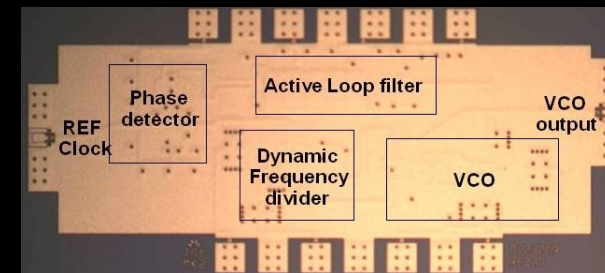 REF
Clock
Phase
detector
Active Loop filter
Dynamic
Frequency
divider
VCO
VCO
output